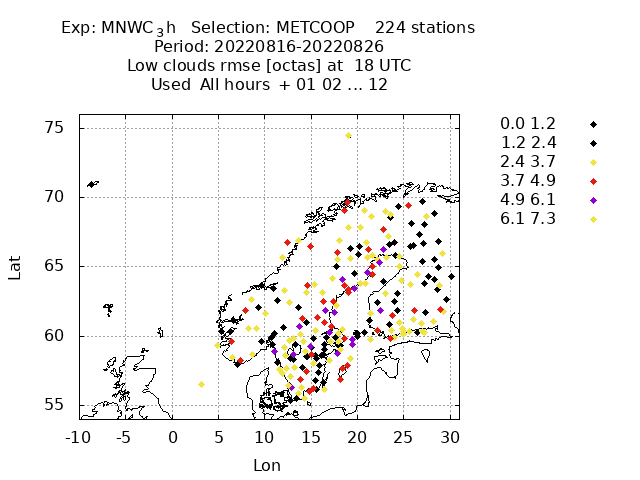 Exp: MNWC₃h   Selection: METCOOP    224 stations
Period: 20220816-20220826
Low clouds rmse [octas] at  18 UTC
Used  All hours  + 01 02 ... 12
0.0 1.2
1.2 2.4
2.4 3.7
3.7 4.9
4.9 6.1
6.1 7.3
75
70
65
60
55
Lat
-10 -5 0 5 10 15 20 25 30
Lon